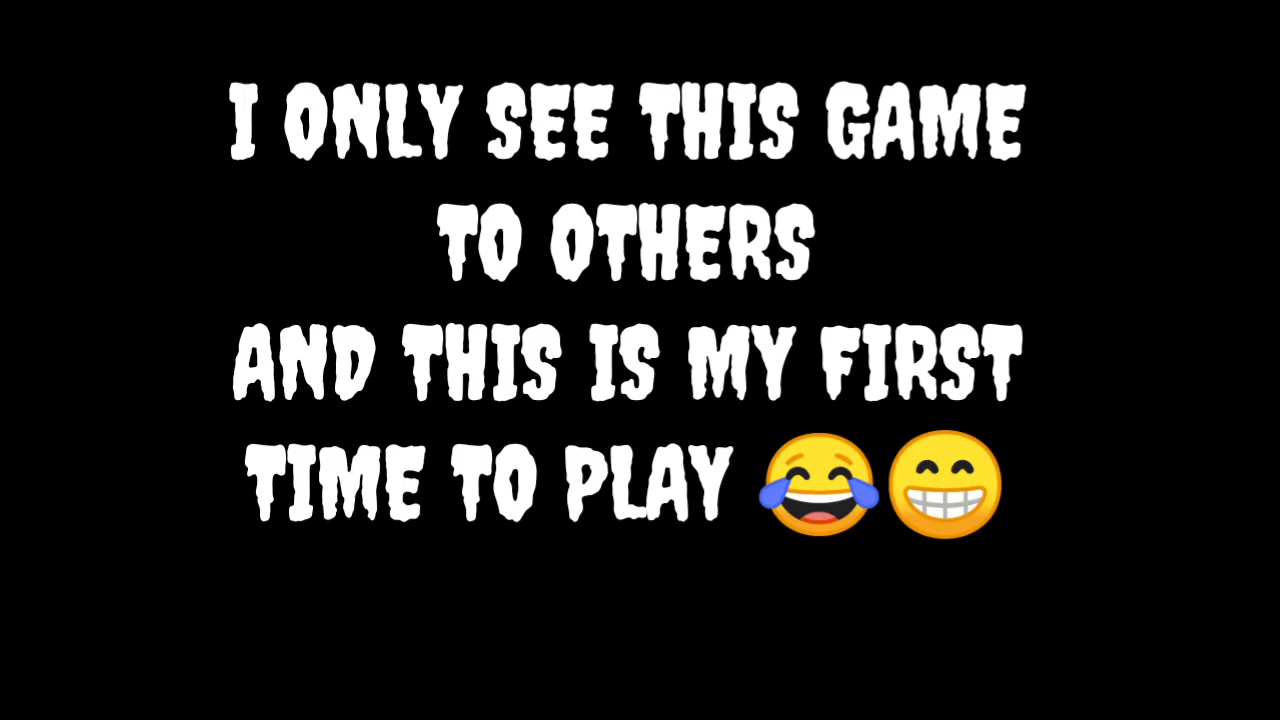 I ONLY SEE THIS GAME
TO OTHERS
AND THIS IS MY FIRST
TIME TO PLAY 😂😁